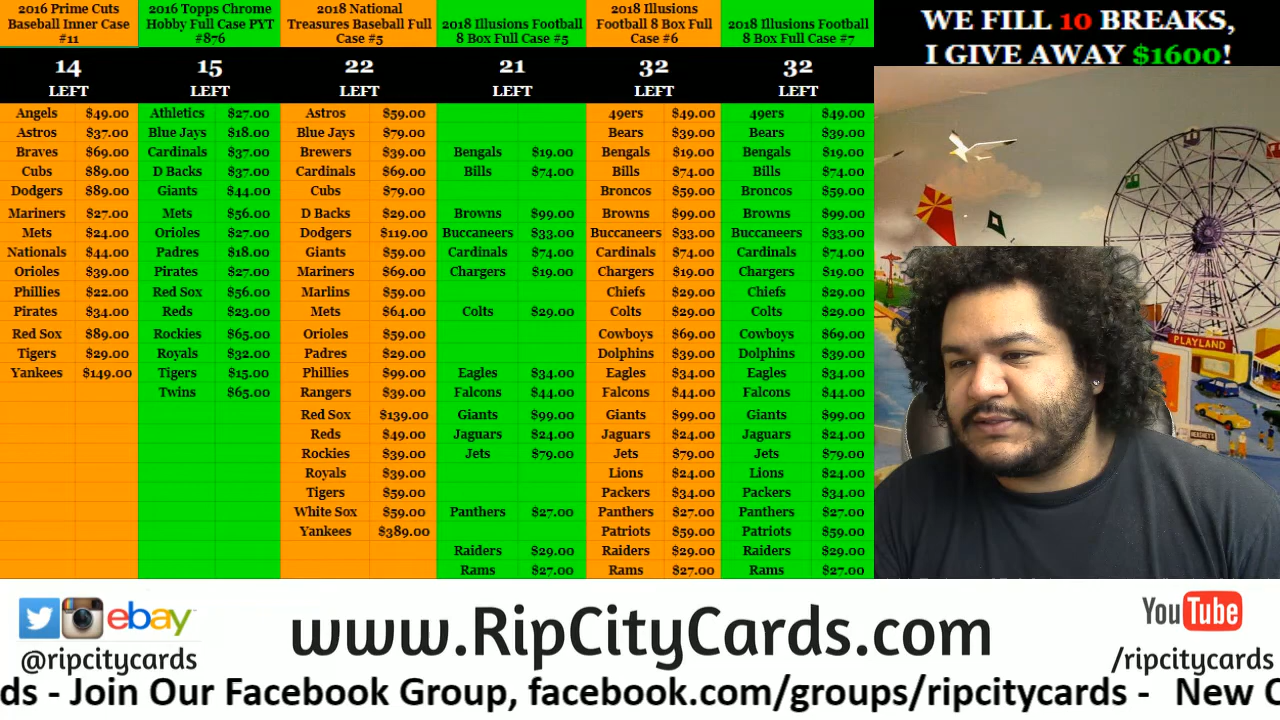 2016 Prime Cuts
Baseball Inner Case
#11
14
LEFT
Angels $49.00
Astros $37.00
Braves $69.00
Cubs $89.00
Dodgers $89.00
Mariners $27.00
Mets $24.00
Nationals $44.00
Orioles $39.00
Phillies $22.00
Pirates $34.00
Red Sox $89.00
Tigers $29.00
Yankees $149.00
2016 Topps Chrome
Hobby Full Case PYT
#876
15
LEFT
Athletics $27.00
Blue Jays $18.00
Cardinals $37.00
D Backs $37.00
Giants $44.00
Mets $56.00
Orioles $27.00
Padres $18.00
Pirates $27.00
Red Sox $56.00
Reds $23.00
Rockies $65.00
Royals $32.00
Tigers $15.00
Twins $65.00
2018 National
Treasures Baseball Full
Case #5
22
LEFT
Astros $59.00
Blue Jays $79.00
Brewers $39.00
Cardinals $69.00
Cubs $79.00
D Backs $29.00
Dodgers $119.00
Giants $59.00
Mariners $69.00
Marlins $59.00
Mets $64.00
Orioles $59.00
Padres $29.00
Phillies $99.00
Rangers $39.00
Red Sox $139.00
Reds $49.00
Rockies $39.00
Royals $39.00
Tigers $59.00
White Sox $59.00
Yankees $389.00
2018 Illusions Football
8 Box Full Case #5
21
LEFT
Bengals $19.00
Bills $74.00
Browns $99.00
Buccaneers $33.00
Cardinals $74.00
Chargers $19.00
Colts $29.00
Eagles $34.00
Falcons $44.00
Giants $99.00
Jaguars $24.00
Jets $79.00
Panthers $27.00
Raiders $29.00
Rams $27.00
2018 Illusions
Football 8 Box Full
Case #6
32
LEFT
49ers $49.00
Bears $39.00
Bengals $19.00
Bills $74.00
Broncos $59.00
Browns $99.00
Buccaneers $33.00
Cardinals $74.00
Chargers $19.00
Chiefs $29.00
Colts $29.00
Cowboys $69.00
Dolphins $39.00
Eagles $34.00
Falcons $44.00
Giants $99.00
Jaguars $24.00
Jets $79.00
Lions $24.00
Packers $34.00
Panthers $27.00
Patriots $59.00
Raiders $29.00
Rams $27.00
2018 Illusions Football
8 Box Full Case #7
32
LEFT
49ers $49.00
Bears $39.00
Bengals $19.00
Bills $74.00
Broncos $59.00
Browns $99.00
Buccaneers $33.00
Cardinals $74.00
Chargers $19.00
Chiefs $29.00
Colts $29.00
Cowboys $69.00
Dolphins $39.00
Eagles $34.00
Falcons $44.00
Giants $99.00
Jaguars $24.00
Jets $79.00
Lions $24.00
Packers $34.00
Panthers $27.00
Patriots $59.00
Raiders $29.00
Rams $27.00
WE FILL 10 BREAKS,
I GIVE AWAY $1600!
PLAYLAND
ebay
@ripcitycards
www.RipCityCards.com
YouTube
/ripcitycards
ds - Join Our Facebook Group, facebook.com/groups/ripcitycards - New C